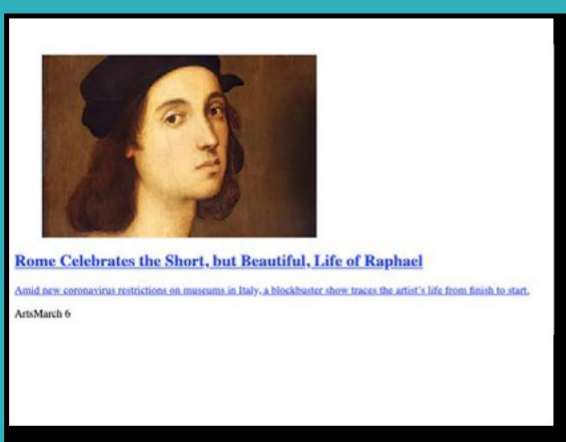 Rome Celebrates the Short, but Beautiful, Life of Raphael
Amid new coronavirus restrictions on museums in Italy, a blockbuster show traces the artist's life from finish to start.
ArtsMarch 6